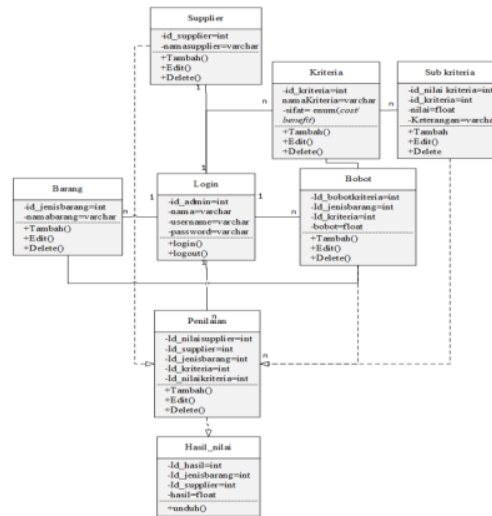 Supplier
-id_supplier=int
-namasupplier=varchar
+Tambah()
+Edit()
+Delete()
1
1
n
n
Kriteria
-id_kriteria=int
namaKriteria=varchar
-sifat= enum(cost/
benefit)
+Tambah()
+Edit()
+Delete()
Sub kriteria
-id_nilai kriteria=int
-id_kriteria=int
-nilai=float
-Keterangan=varchar
+Tambah
+Edit()
+Delete
Barang
-id_jenisbarang=int
-namabarang=varchar
+Tambah()
+Edit()
+Delete()
n
1
Login
-id_admin=int
-nama=varchar
-username=varchar
-password=varchar
+login()
+logout()
1
n
1
Bobot
-Id_bobotkriteria=int
-Id_jenisbarang=int
-Id_kriteria=int
-bobot=float
+Tambah()
+Edit()
+Delete()
n
n
Penilaian
-Id_nilaisupplier=int
-Id_supplier=int
-Id_jenisbarang=int
-Id_kriteria=int
-Id_nilaikriteria=int
+Tambah()
+Edit()
+Delete()
Hasil_nilai
-Id_hasil=int
-Id_jenisbarang=int
-Id_supplier=int
-hasil=float
+unduh()